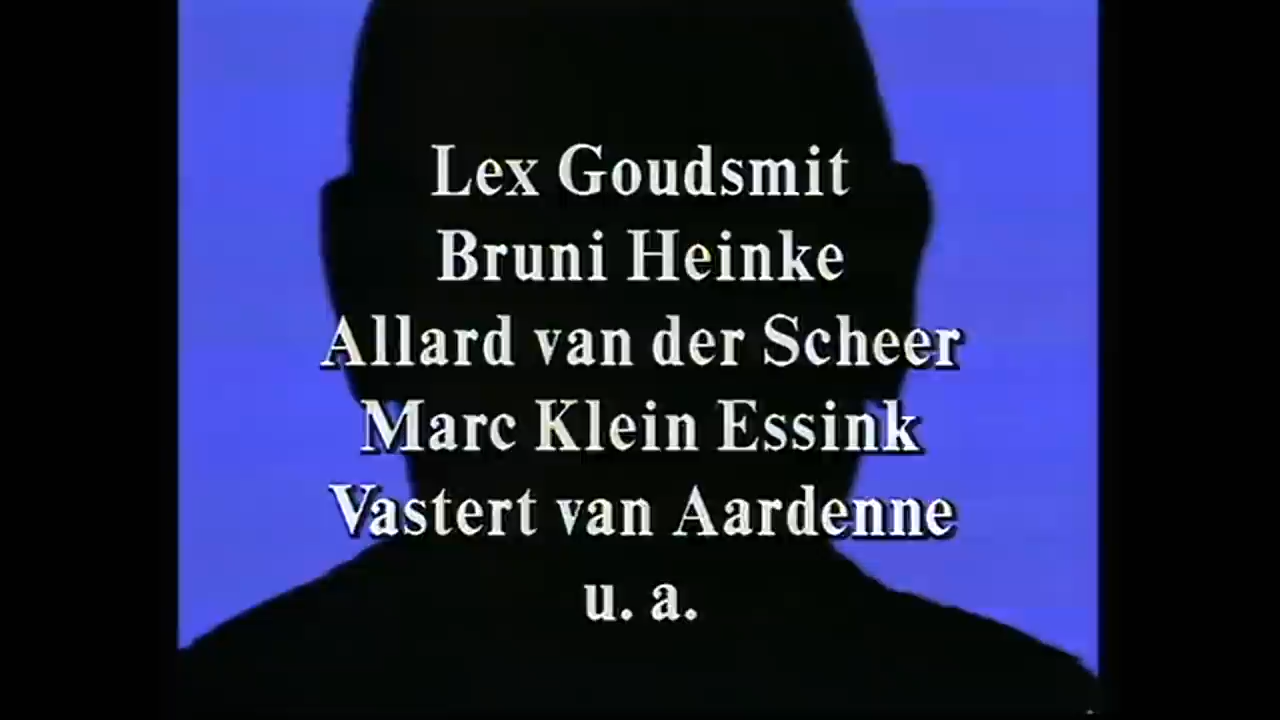 Lex Goudsmit
Bruni Heinke
Allard van der Scheer
Marc Klein Essink
Vastert van Aardenne
u. a.